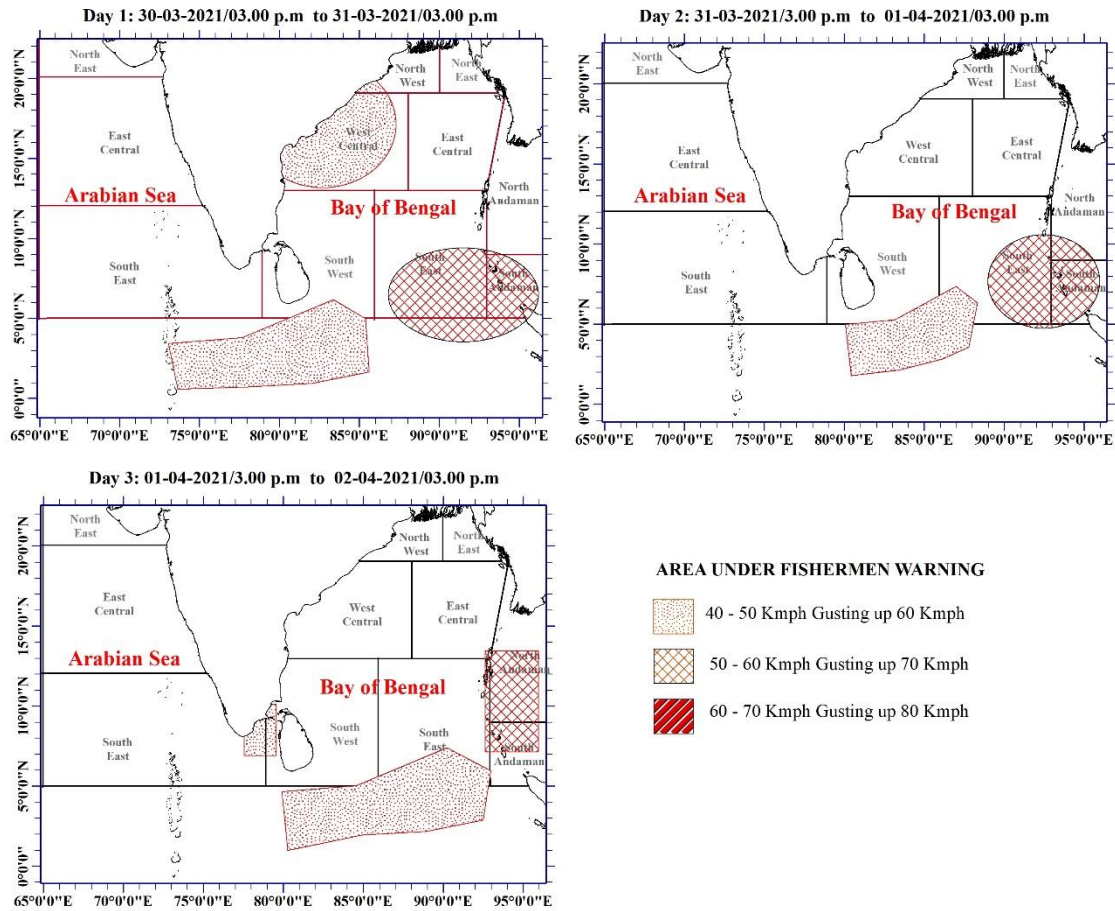 Day 1: 30-03-2021/03.00 p.m to 31-03-2021/03.00 p.m
North
East
North
West
North
East
West
Central
East
Central
East
Central
Arabian Sea
Bay of Bengal
North
Andaman
South
East
South
West
South
East
South
Andaman
20°0'0"N
15°0'0"N
10°0'0"N
5°0'0"N
0°0'0"
65°0'0"E 70°0'0"E 75°0'0"E 80°0'0"E 85°0'0"E 90°0'0"E 95°0'0"E
Day 2: 31-03-2021/03.00 p.m to 01-04-2021/03.00 p.m
North
East
North
West
North
East
East
Central
West
Central
East
Central
Arabian Sea
Bay of Bengal
North
Andaman
South
East
South
West
South
East
South
Andaman
20°0'0"N
15°0'0"N
10°0'0"N
5°0'0"N
0°0'0"
65°0'0"E 70°0'0"E 75°0'0"E 80°0'0"E 85°0'0"E 90°0'0"E 95°0'0"E
Day 3: 01-04-2021/3.00 p.m to 02-04-2021/03.00 p.m
North
East
North
West
North
East
East
Central
West
Central
East
Central
Arabian Sea
Bay of Bengal
North
Andaman
South
East
South
West
South
East
South
Andaman
20°0'0"N
15°0'0"N
10°0'0"N
5°0'0"N
0°0'0"
65°0'0"E 70°0'0"E 75°0'0"E 80°0'0"E 85°0'0"E 90°0'0"E 95°0'0"E
AREA UNDER FISHERMEN WARNING
40 - 50 Kmph Gusting up 60 Kmph
50 - 60 Kmph Gusting up 70 Kmph
60 - 70 Kmph Gusting up 80 Kmph